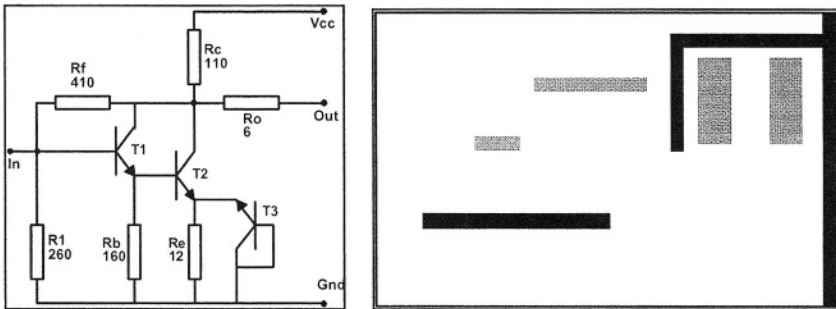 Vcc
Rc
110
Rf
410
Out
Ro
6
In
T1
T2
T3
R1
260
Rb
160
Re
12
Gnd